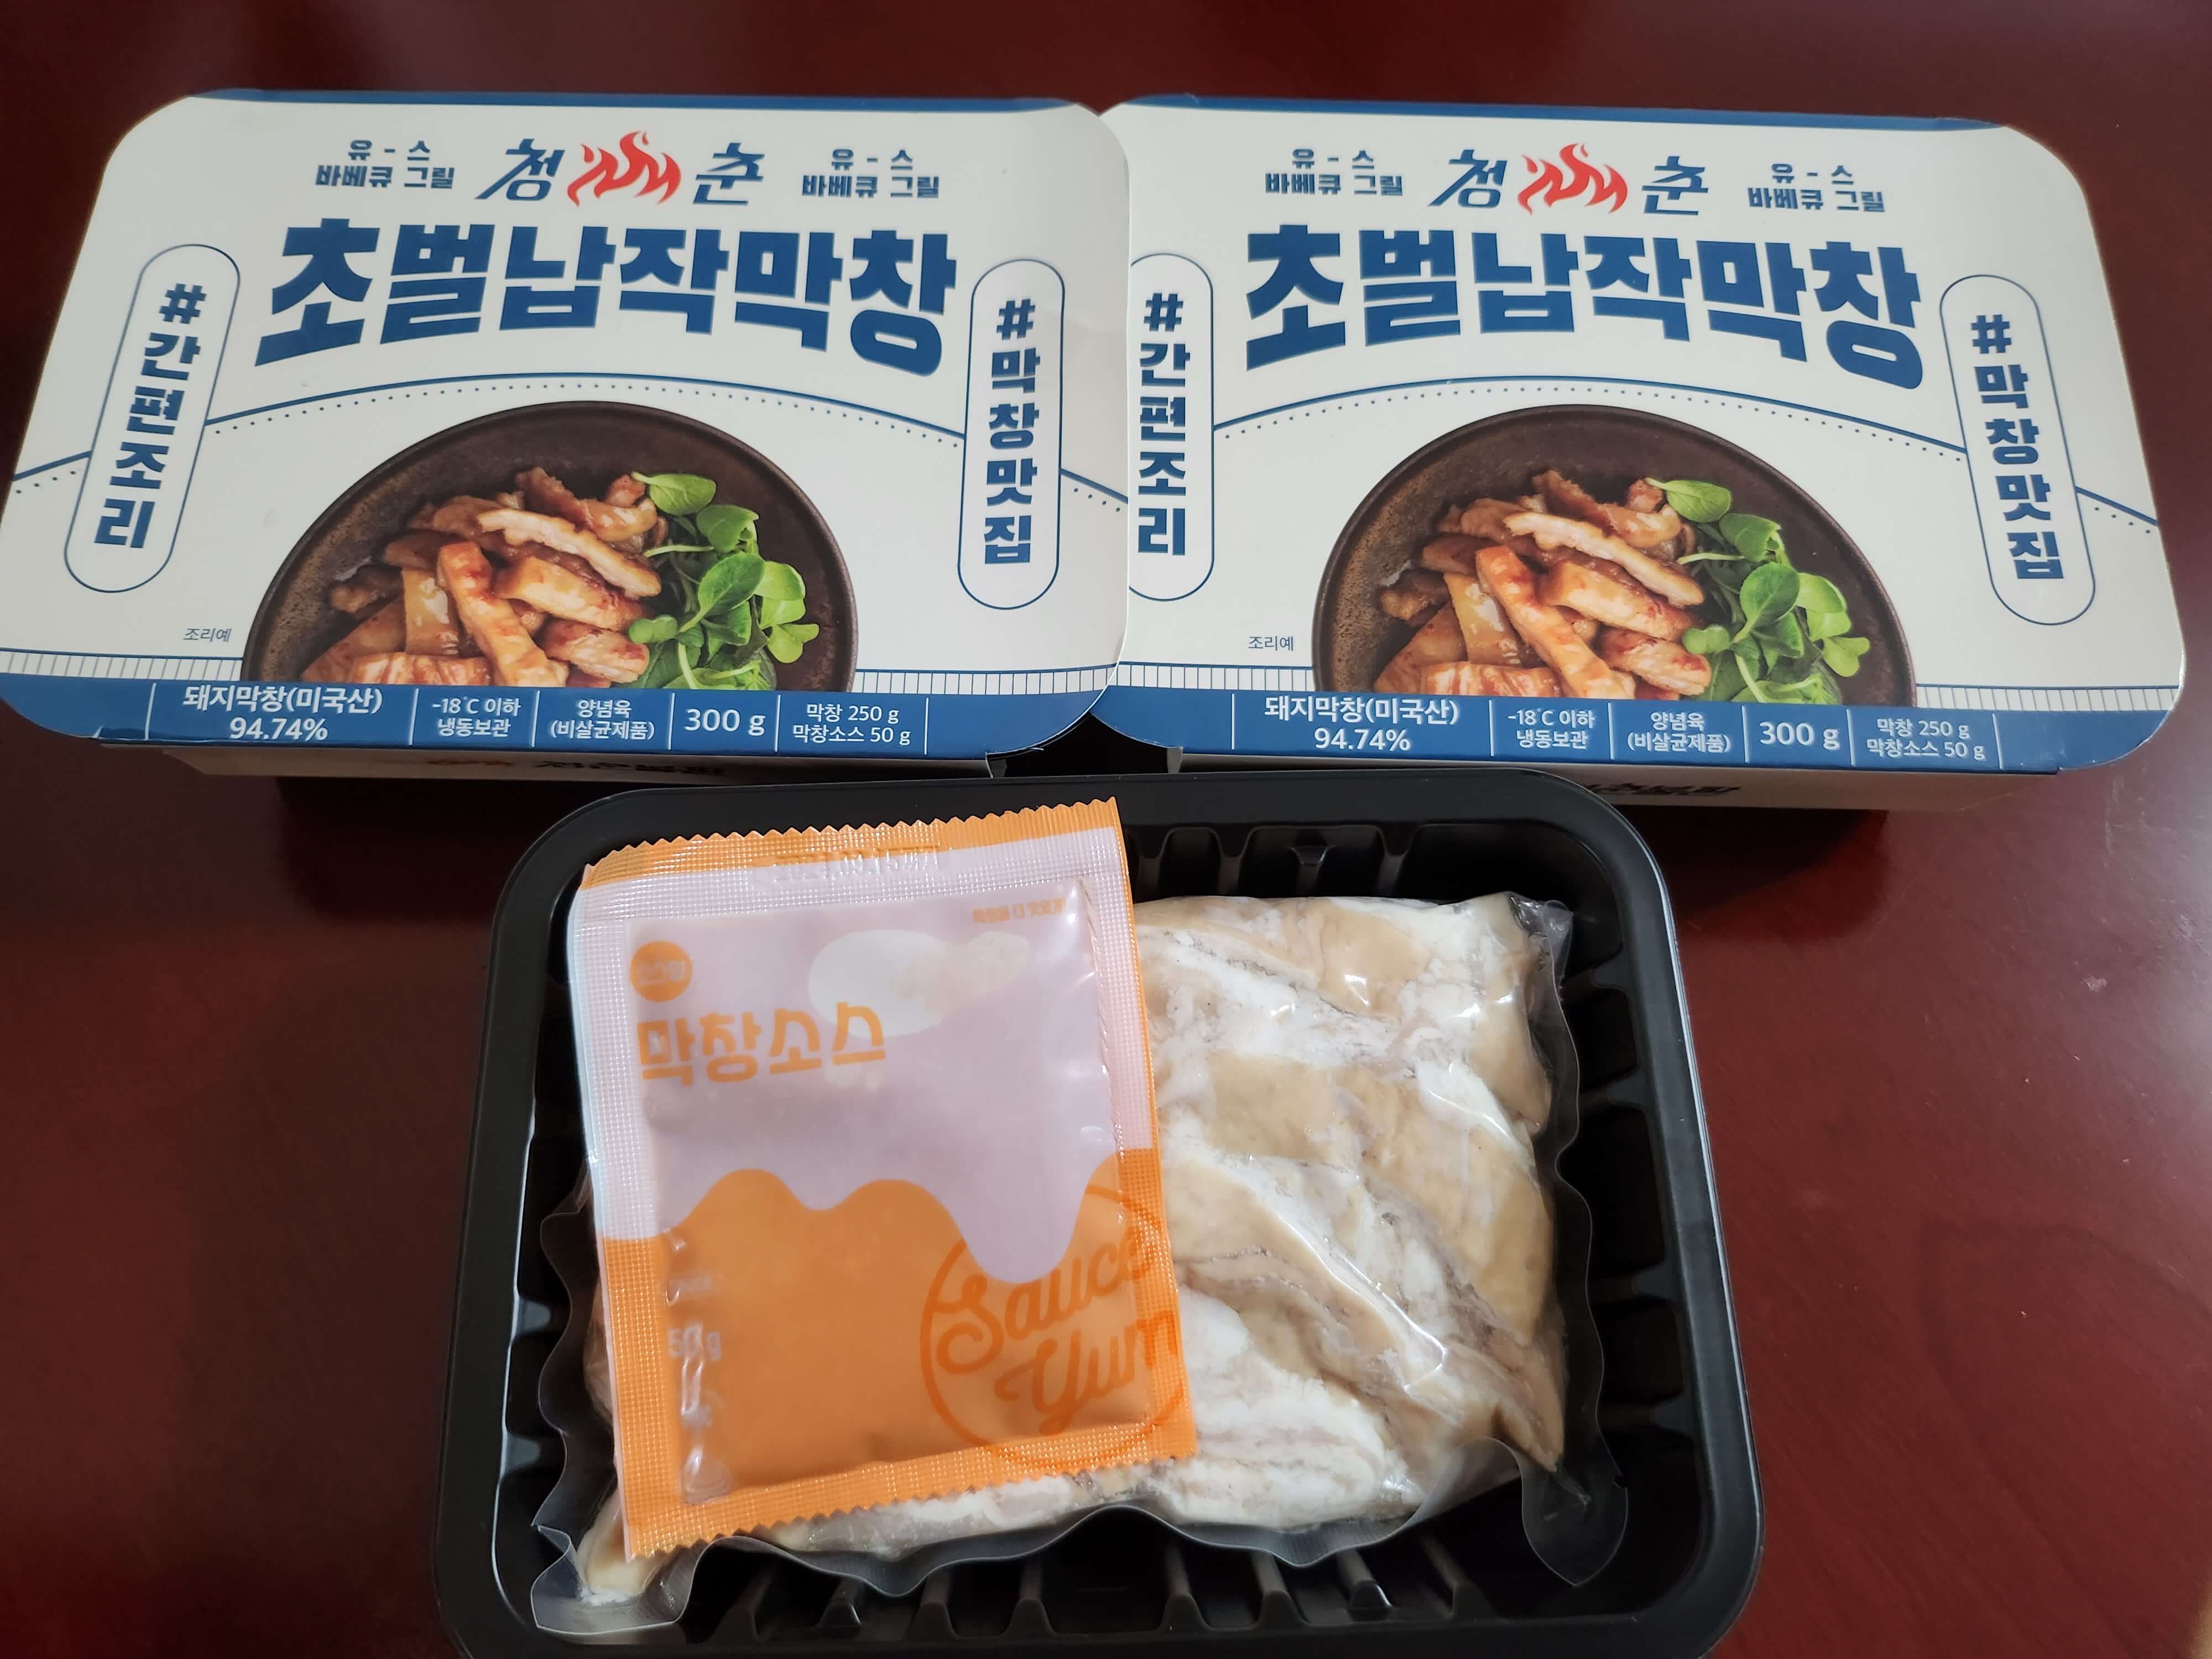 유-스
바베큐 그릴
청춘
유-스
바베큐 그릴
초벌납작막창
#간편조리
#막창맛집
조리예
돼지막창(미국산)
94.74%
-18℃ 이하
냉동보관
양념육
(비살균제품)
300 g
막창 250 g
막창소스 50 g
유-스
바베큐 그릴
청춘
유-스
바베큐 그릴
초벌납작막창
#간편조리
#막창맛집
조리예
돼지막창(미국산)
94.74%
-18℃ 이하
냉동보관
양념육
(비살균제품)
300 g
막창 250 g
막창소스 50 g
막창소스
50 g
Sauce
Yum